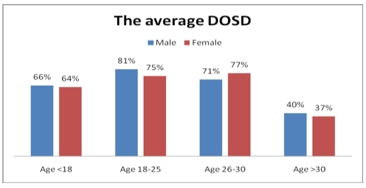 The average DOSD
Male Female
66% 64% 81% 75% 71% 77% 40% 37%
Age <18 Age 18-25 Age 26-30 Age >30